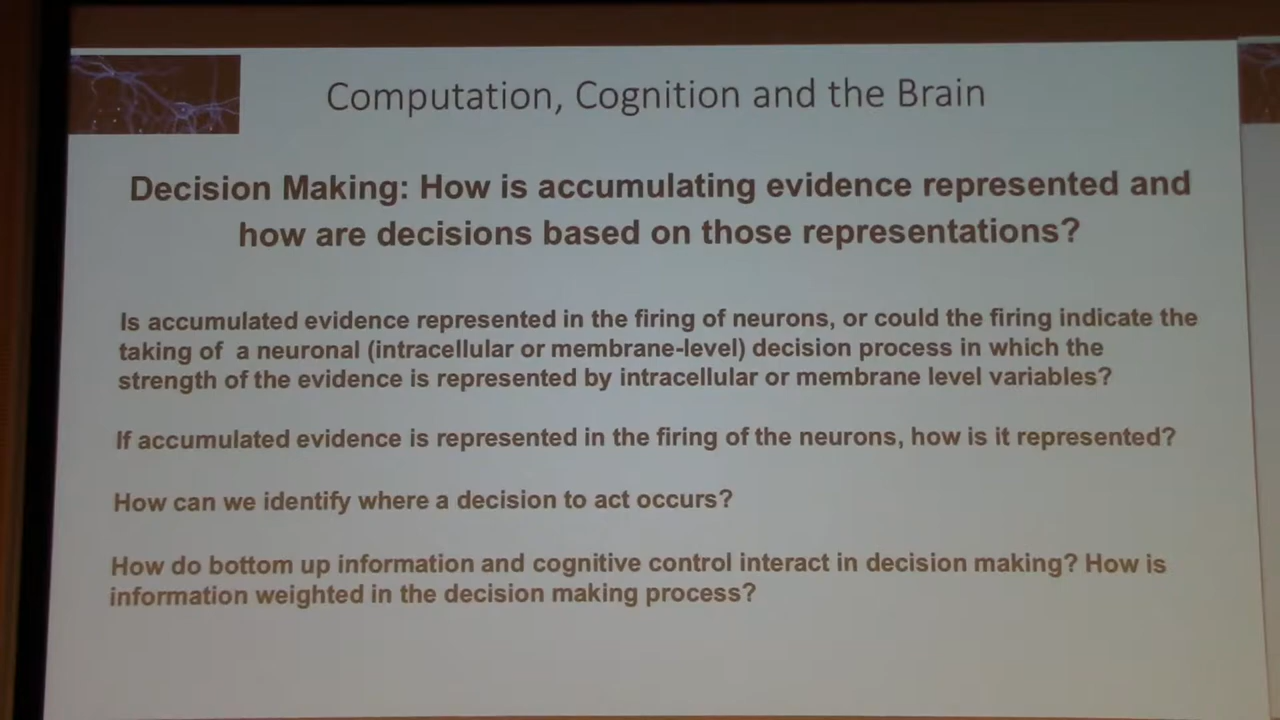 Computation, Cognition and the Brain
Decision Making: How is accumulating evidence represented and
how are decisions based on those representations?
Is accumulated evidence represented in the firing of neurons, or could the firing indicate the
taking of a neuronal (intracellular or membrane-level) decision process in which the
strength of the evidence is represented by intracellular or membrane level variables?
If accumulated evidence is represented in the firing of the neurons, how is it represented?
How can we identify where a decision to act occurs?
How do bottom up information and cognitive control interact in decision making? How is
information weighted in the decision making process?